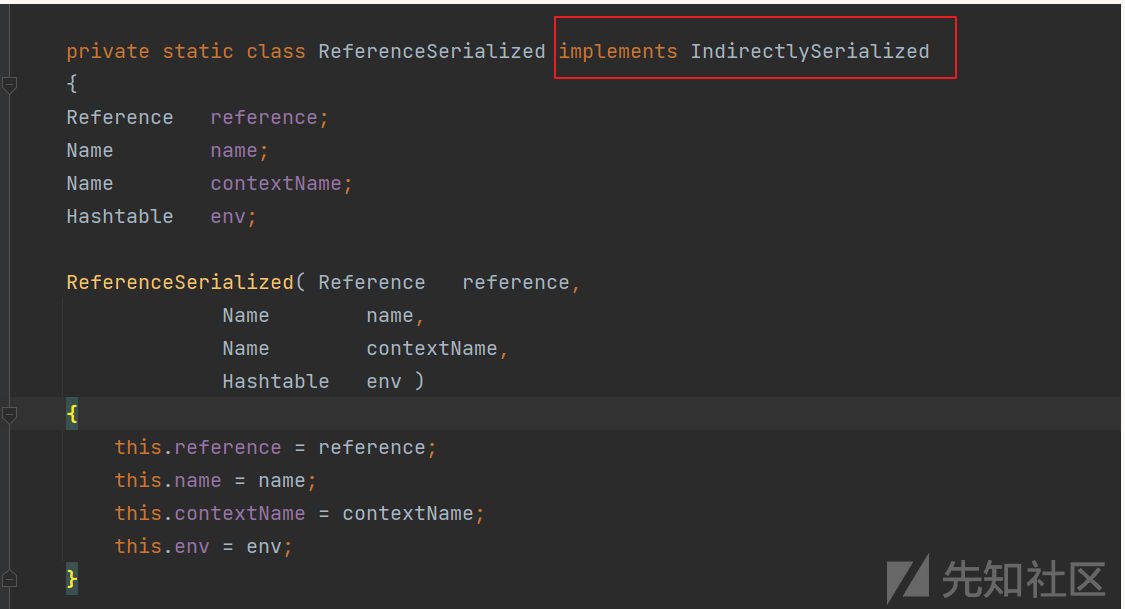 private static class ReferenceSerialized implements IndirectlySerialized
{
Reference   reference;
Name        name;
Name        contextName;
Hashtable   env;
ReferenceSerialized( Reference   reference,
Name        name,
Name        contextName,
Hashtable   env )
{
this.reference = reference;
this.name = name;
this.contextName = contextName;
this.env = env;
}
先知社区